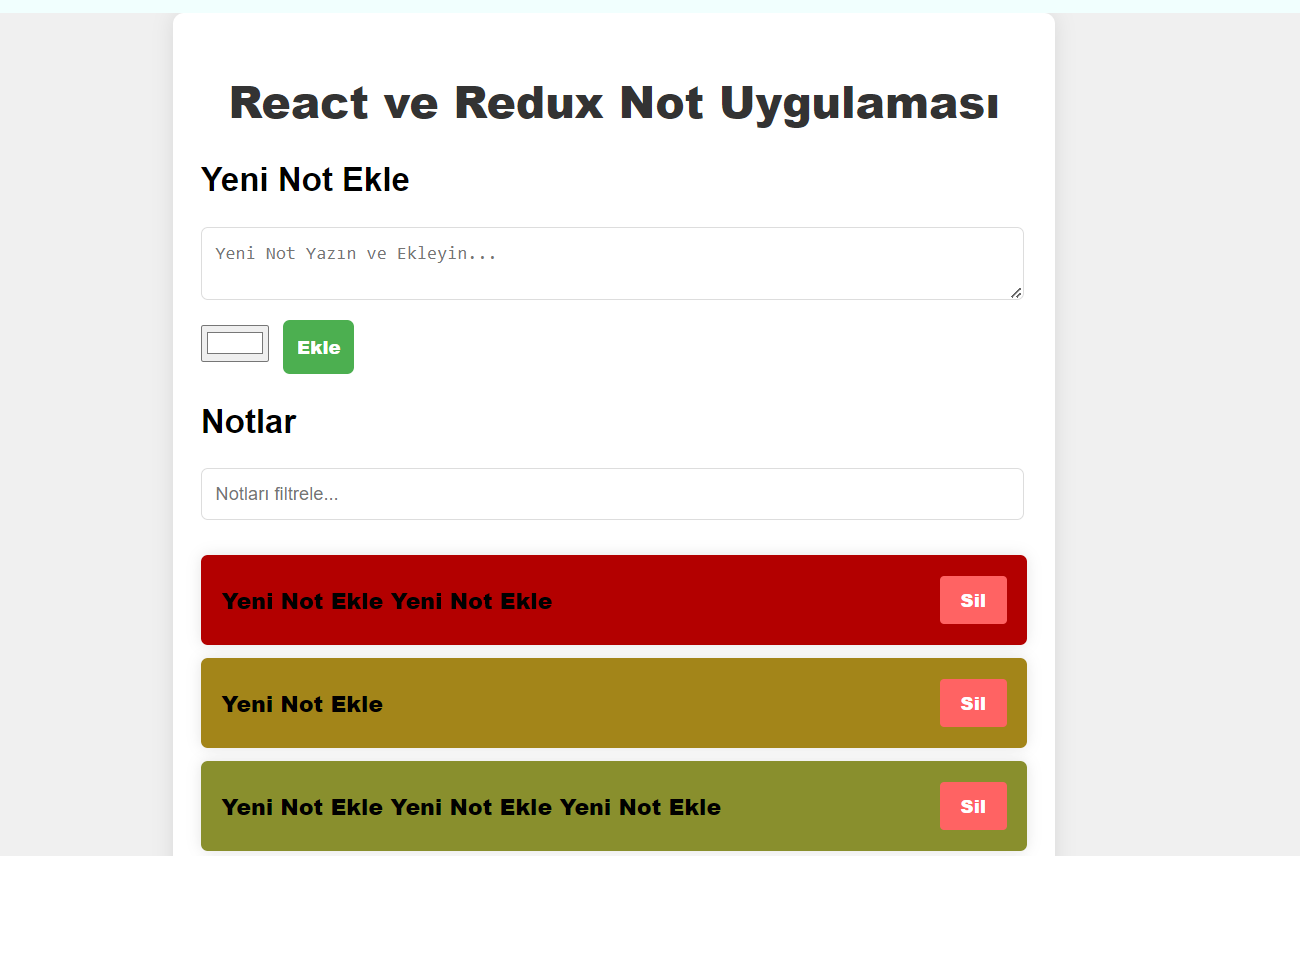 React ve Redux Not Uygulaması
Yeni Not Ekle
Yeni Not Yazın ve Ekleyin...
Ekle
Notlar
Notları filtrele...
Yeni Not Ekle Yeni Not Ekle
Sil
Yeni Not Ekle
Sil
Yeni Not Ekle Yeni Not Ekle Yeni Not Ekle
Sil